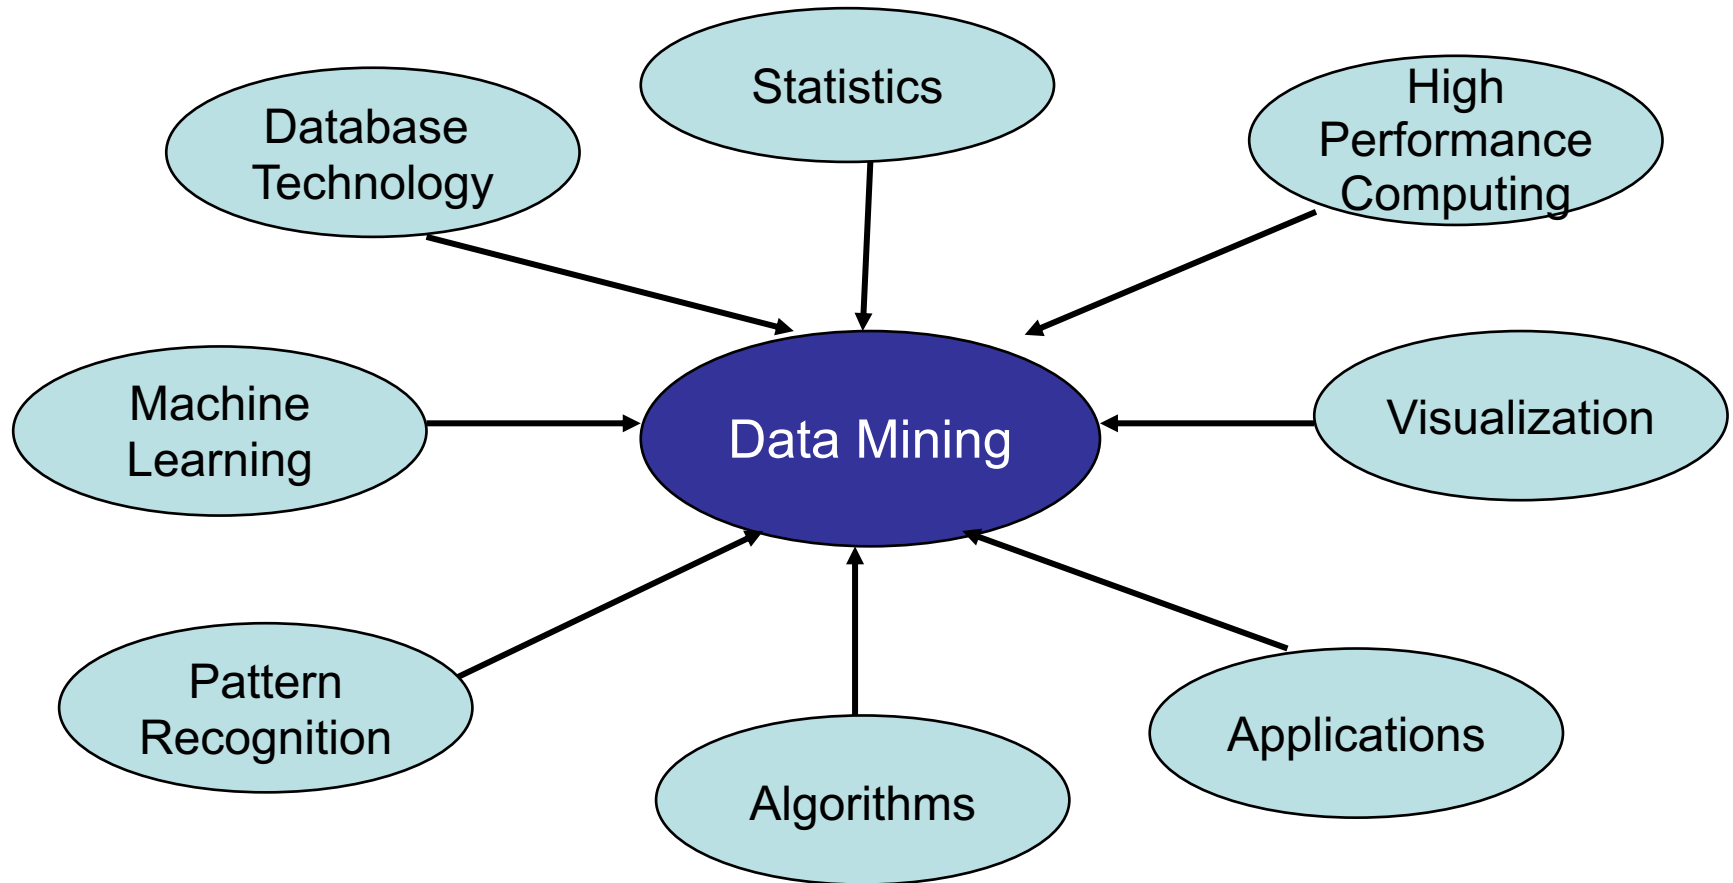 Statistics
Database
Technology
High
Performance
Computing
Machine
Learning
Data Mining
Visualization
Pattern
Recognition
Algorithms
Applications